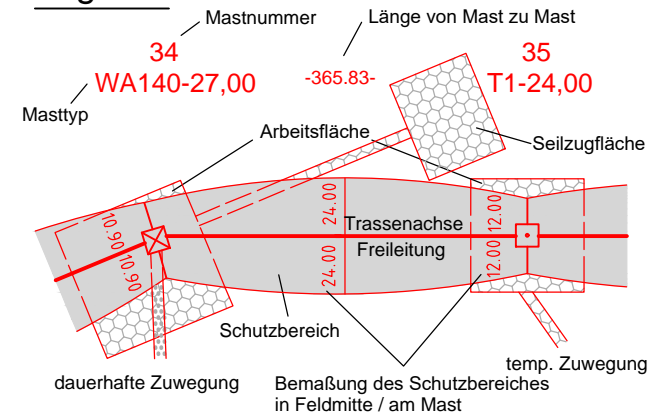 Mastnummer
Länge von Mast zu Mast
34
35
WA140-27,00
-365.83-
T1-24,00
Masttyp
Arbeitsfläche
Seilzugfläche
10.90
10.90
24.00
24.00
12.00
12.00
Trassenachse
Freileitung
Schutzbereich
temp. Zuwegung
dauerhafte Zuwegung
Bemaßung des Schutzbereiches
in Feldmitte / am Mast